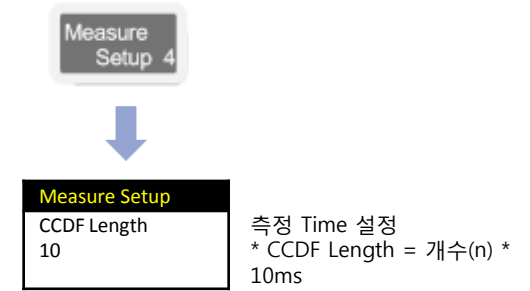 Measure
Setup 4
Measure Setup
CCDF Length
10
측정 Time 설정
* CCDF Length = 개수(n) *
10ms